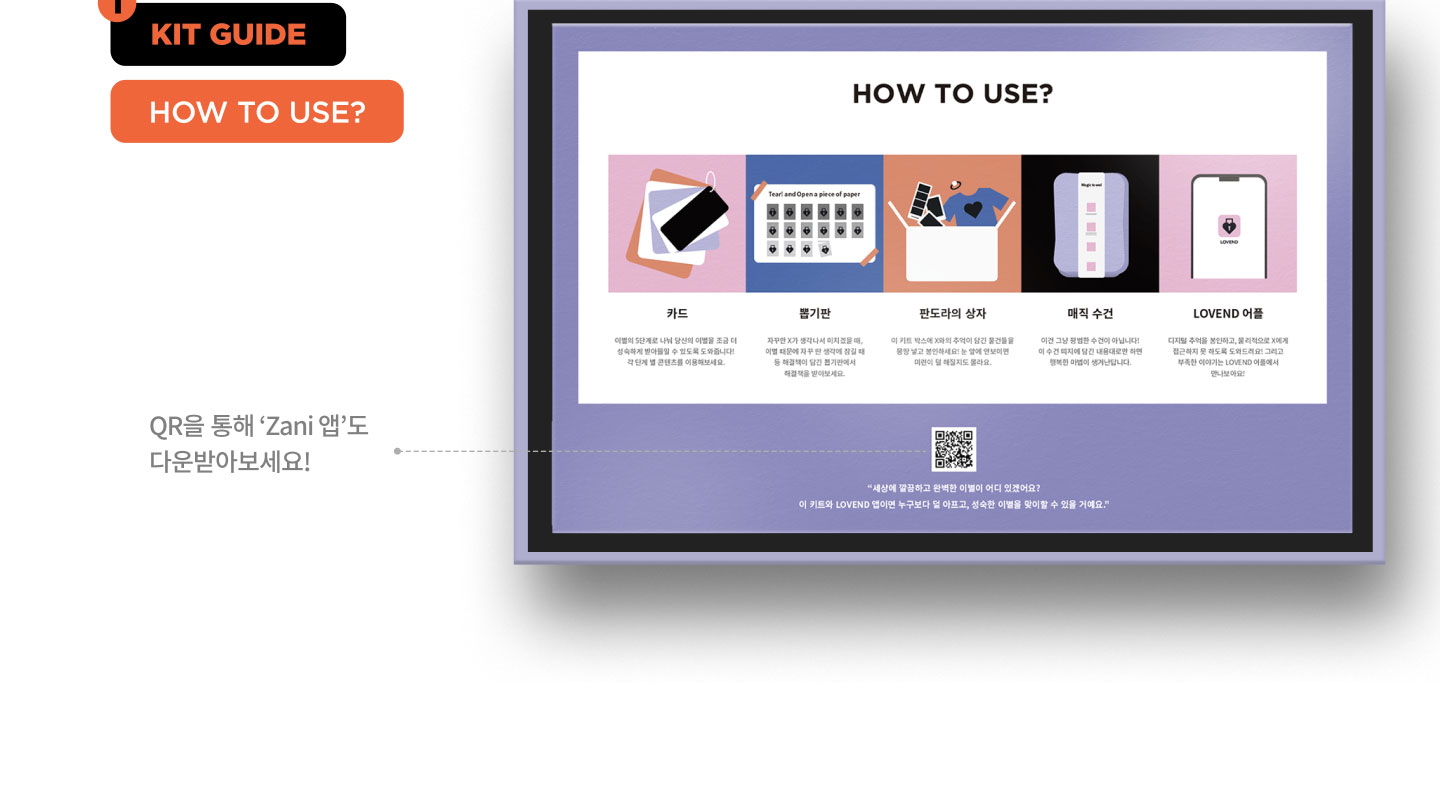 1
KIT GUIDE
HOW TO USE?
HOW TO USE?
Tear! and Open a piece of paper
Magic towel
LOVEND
카드
이별의 5단계로 나눠 당신의 이별을 조금 더
성숙하게 받아들일 수 있도록 도와줍니다!
각 단계 별 콘텐츠를 이용해보세요.
뽑기판
자꾸만 X가 생각나서 미치겠을 때,
이별 때문에 자꾸 딴 생각에 잠길 때
등 해결책이 담긴 뽑기판에서
해결책을 받아보세요.
판도라의 상자
이 키트 박스에 X와의 추억이 담긴 물건들을
몽땅 넣고 봉인하세요! 눈 앞에 안보이면
미련이 덜 해질지도 몰라요.
매직 수건
이건 그냥 평범한 수건이 아닙니다!
이 수건 띠지에 담긴 내용대로만 하면
행복한 마법이 생겨난답니다.
LOVEND 어플
디지털 추억을 봉인하고, 물리적으로 X에게
접근하지 못 하도록 도와드려요! 그리고
부족한 이야기는 LOVEND 어플에서
만나보아요!
QR을 통해 ‘Zani 앱’도
다운받아보세요!
“세상에 깔끔하고 완벽한 이별이 어디 있겠어요?
이 키트와 LOVEND 앱이면 누구보다 덜 아프고, 성숙한 이별을 맞이할 수 있을 거예요.”